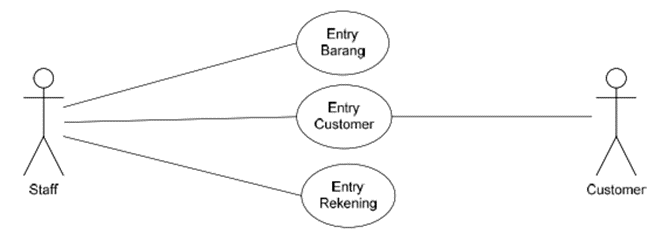 Entry
Barang
Entry
Customer
Entry
Rekening
Staff
Customer